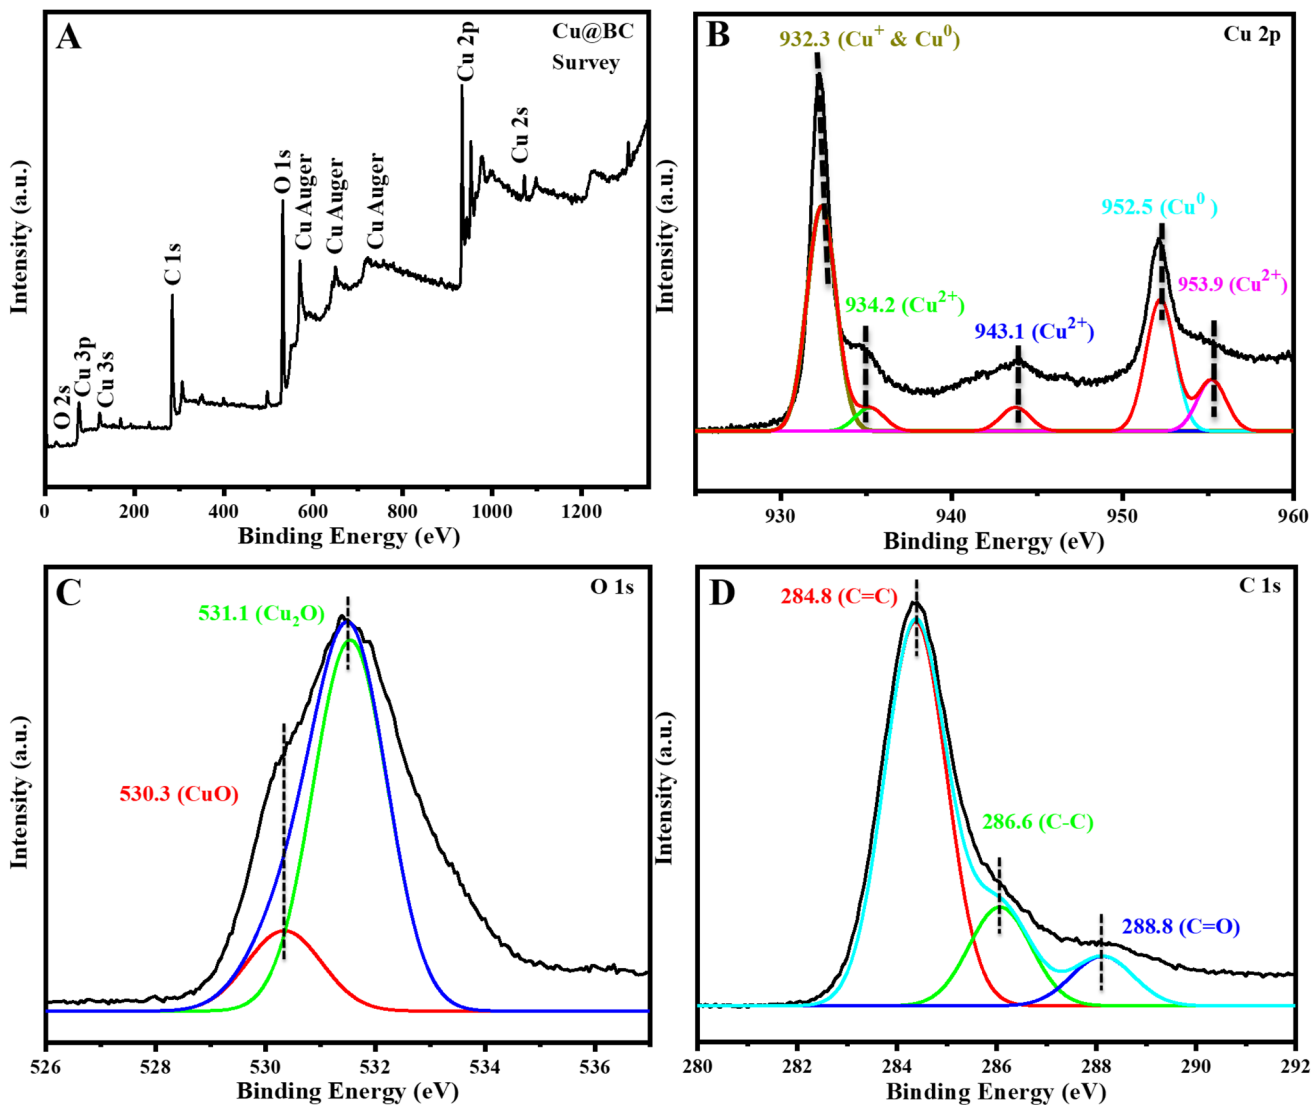 A
Cu@BC
Survey
O 2s
Cu 3p
Cu 3s
C 1s
O 1s
Cu Auger
Cu Auger
Cu Auger
Cu 2p
Cu 2s
Intensity (a.u.)
0 200 400 600 800 1000 1200
Binding Energy (eV)
B
Cu 2p
932.3 (Cu⁺ & Cu⁰)
934.2 (Cu²⁺)
943.1 (Cu²⁺)
952.5 (Cu⁰ )
953.9 (Cu²⁺)
Intensity (a.u.)
930 940 950 960
Binding Energy (eV)
C
O 1s
531.1 (Cu₂O)
530.3 (CuO)
Intensity (a.u.)
526 528 530 532 534 536
Binding Energy (eV)
D
C 1s
284.8 (C=C)
286.6 (C-C)
288.8 (C=O)
Intensity (a.u.)
280 282 284 286 288 290 292
Binding Energy (eV)